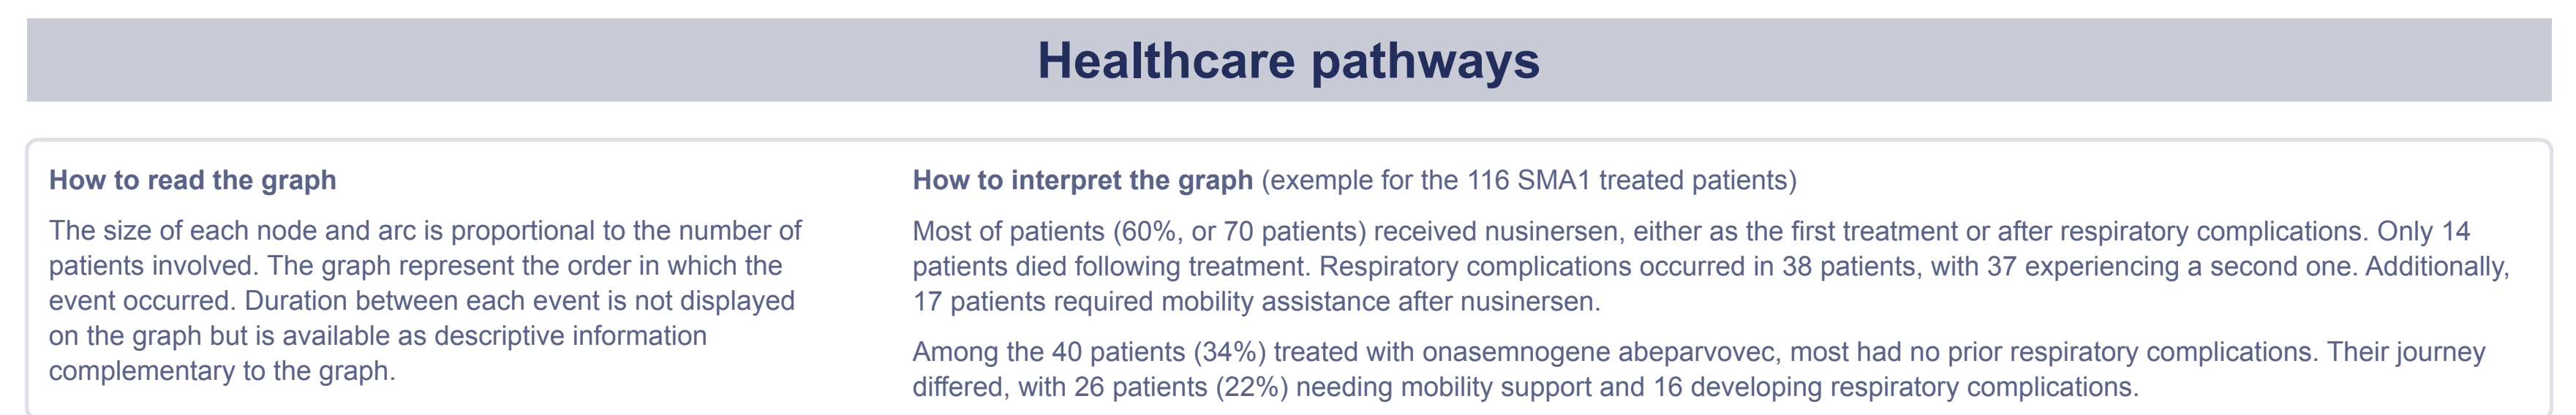 Healthcare pathways
How to read the graph
The size of each node and arc is proportional to the number of
patients involved. The graph represent the order in which the
event occurred. Duration between each event is not displayed
on the graph but is available as descriptive information
complementary to the graph.
How to interpret the graph (exemple for the 116 SMA1 treated patients)
Most of patients (60%, or 70 patients) received nusinersen, either as the first treatment or after respiratory complications. Only 14
patients died following treatment. Respiratory complications occurred in 38 patients, with 37 experiencing a second one. Additionally,
17 patients required mobility assistance after nusinersen.
Among the 40 patients (34%) treated with onasemnogene abeparvovec, most had no prior respiratory complications. Their journey
differed, with 26 patients (22%) needing mobility support and 16 developing respiratory complications.